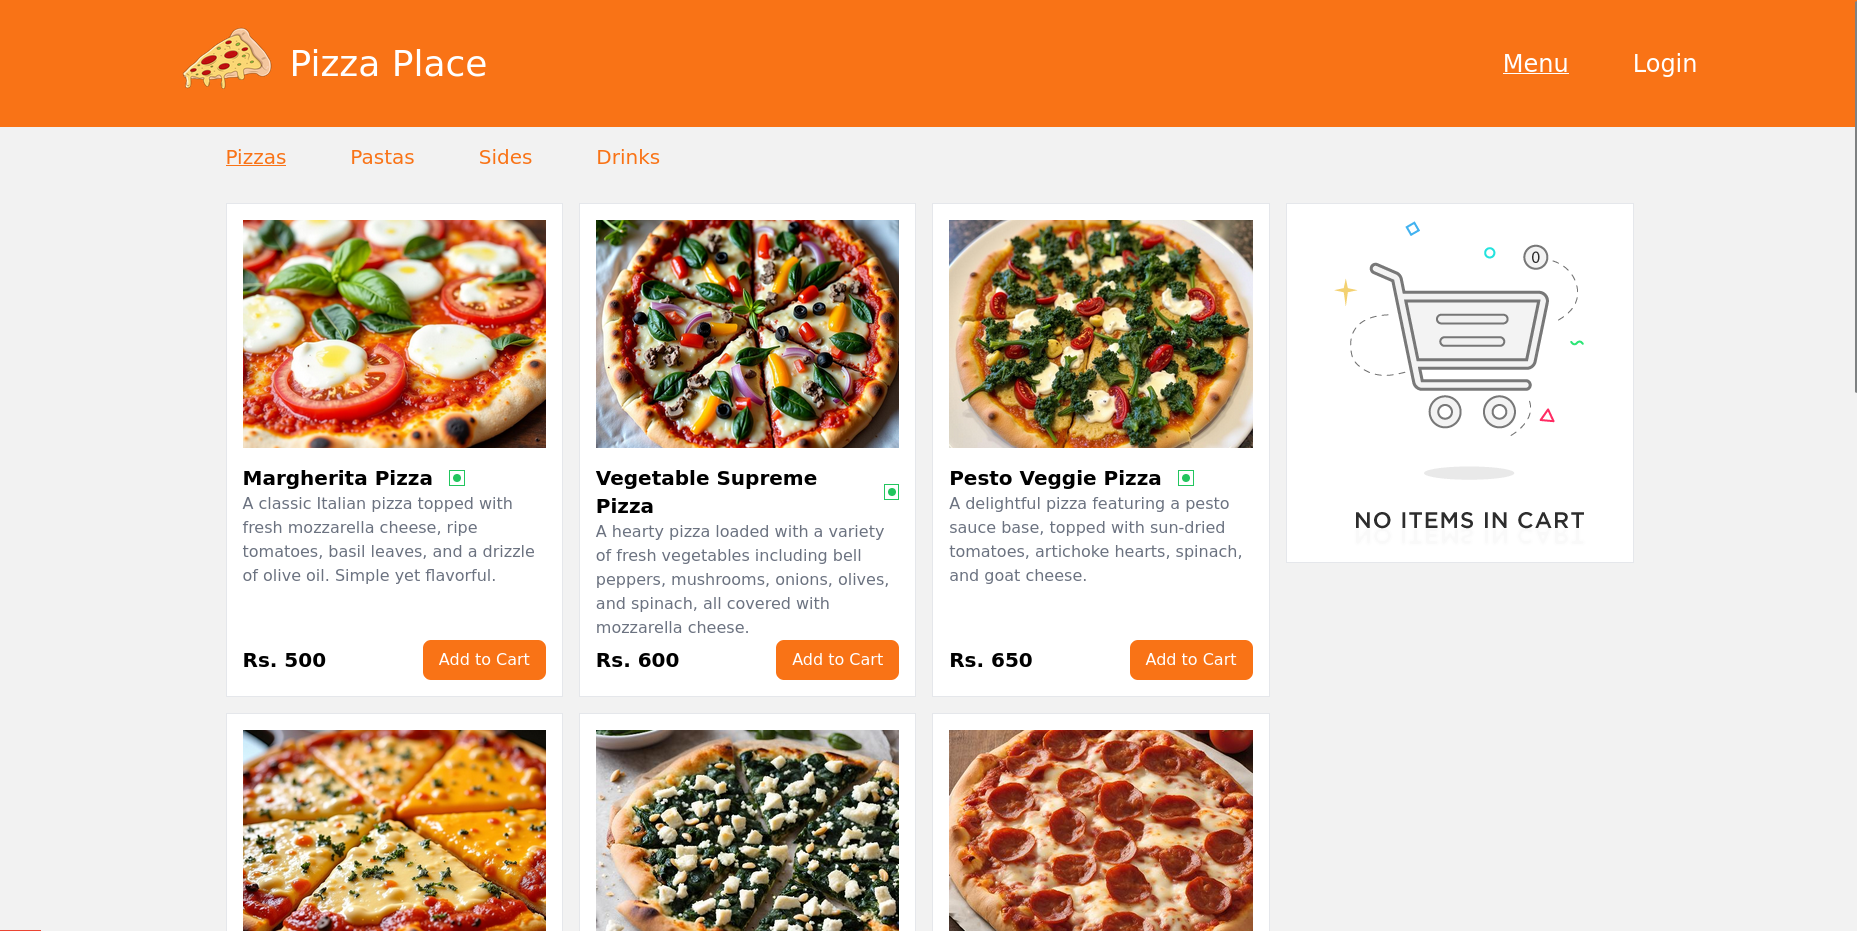 Pizza Place
Menu
Login
Pizzas
Pastas
Sides
Drinks
Margherita Pizza
A classic Italian pizza topped with
fresh mozzarella cheese, ripe
tomatoes, basil leaves, and a drizzle
of olive oil. Simple yet flavorful.
Rs. 500
Add to Cart
Vegetable Supreme
Pizza
A hearty pizza loaded with a variety
of fresh vegetables including bell
peppers, mushrooms, onions, olives,
and spinach, all covered with
mozzarella cheese.
Rs. 600
Add to Cart
Pesto Veggie Pizza
A delightful pizza featuring a pesto
sauce base, topped with sun-dried
tomatoes, artichoke hearts, spinach,
and goat cheese.
Rs. 650
Add to Cart
0
NO ITEMS IN CART